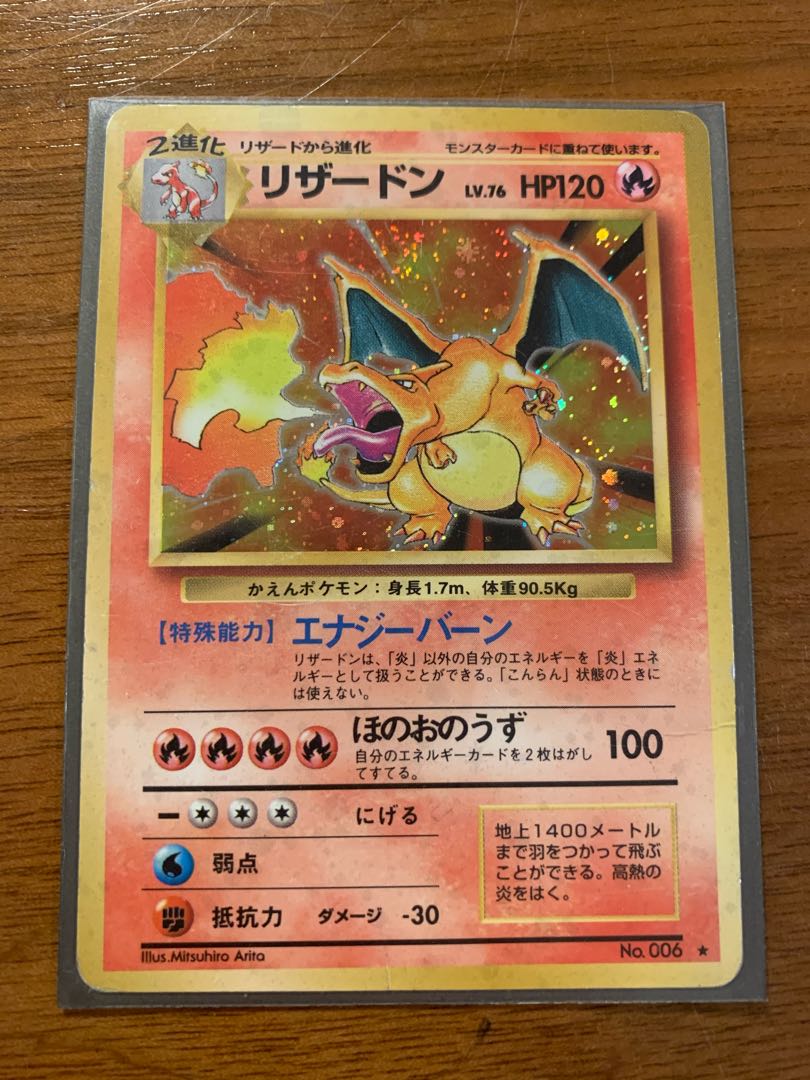 2進化 リザードから進化 モンスターカードに重ねて使います。
リザードン LV.76 HP120
かえんポケモン：身長1.7m、体重90.5Kg
【特殊能力】エナジーバーン
リザードンは、「炎」以外の自分のエネルギーを「炎」エネ
ルギーとして扱うことができる。「こんらん」状態のときに
は使えない。
ほのおのうず 100
自分のエネルギーカードを2枚はがし
てすてる。
にげる
弱点
抵抗力 ダメージ -30
地上1400メートル
まで羽をつかって飛ぶ
ことができる。高熱の
炎をはく。
Illus.Mitsuhiro Arita No. 006 ★